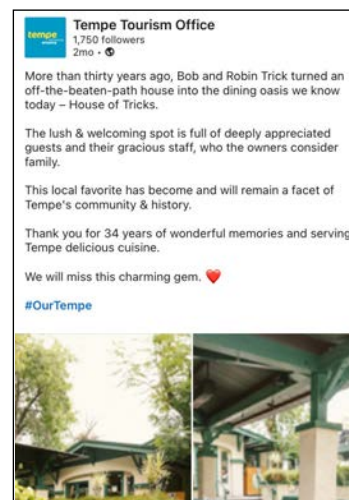 tempe
Tempe Tourism Office
1,750 followers
2mo •
More than thirty years ago, Bob and Robin Trick turned an
off-the-beaten-path house into the dining oasis we know
today – House of Tricks.
The lush & welcoming spot is full of deeply appreciated
guests and their gracious staff, who the owners consider
family.
This local favorite has become and will remain a facet of
Tempe's community & history.
Thank you for 34 years of wonderful memories and serving
Tempe delicious cuisine.
We will miss this charming gem. ❤️
#OurTempe